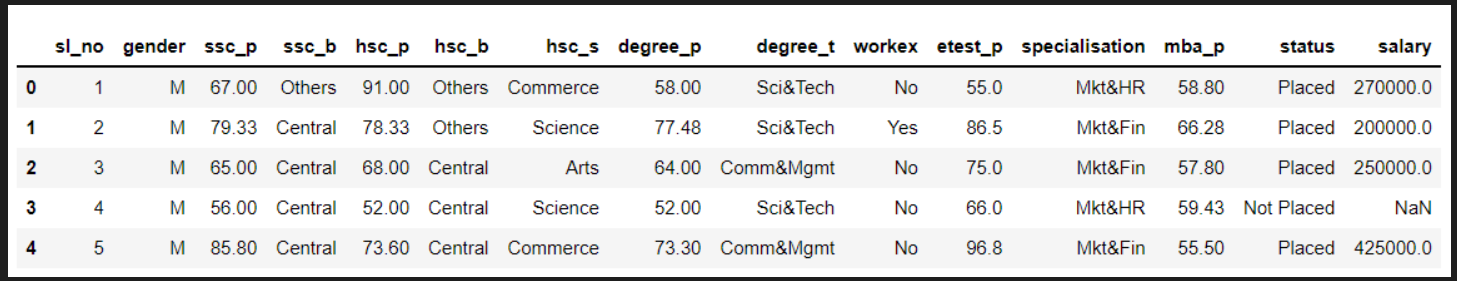 sl_no gender ssc_p ssc_b hsc_p hsc_b hsc_s degree_p degree_t workex etest_p specialisation mba_p status salary
0 1 M 67.00 Others 91.00 Others Commerce 58.00 Sci&Tech No 55.0 Mkt&HR 58.80 Placed 270000.0
1 2 M 79.33 Central 78.33 Others Science 77.48 Sci&Tech Yes 86.5 Mkt&Fin 66.28 Placed 200000.0
2 3 M 65.00 Central 68.00 Central Arts 64.00 Comm&Mgmt No 75.0 Mkt&Fin 57.80 Placed 250000.0
3 4 M 56.00 Central 52.00 Central Science 52.00 Sci&Tech No 66.0 Mkt&HR 59.43 Not Placed NaN
4 5 M 85.80 Central 73.60 Central Commerce 73.30 Comm&Mgmt No 96.8 Mkt&Fin 55.50 Placed 425000.0